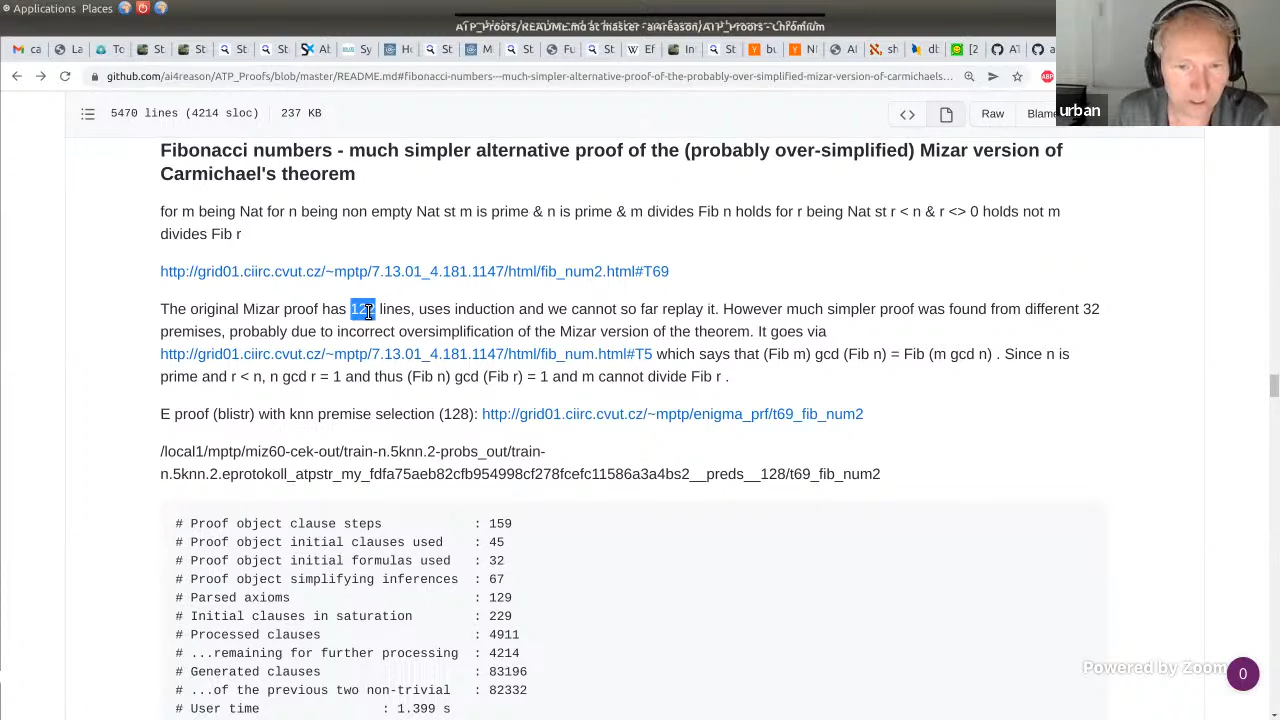 Applications Places
ATP_Proofs/README.md at master · ai4reason/ATP_Proofs - Chromium
github.com/ai4reason/ATP_Proofs/blob/master/README.md#fibonacci-numbers---much-simpler-alternative-proof-of-the-probably-over-simplified-mizar-version-of-carmichaels...
urban
5470 lines (4214 sloc) 237 KB
Raw Blame
Fibonacci numbers - much simpler alternative proof of the (probably over-simplified) Mizar version of
Carmichael's theorem
for m being Nat for n being non empty Nat st m is prime & n is prime & m divides Fib n holds for r being Nat st r < n & r <> 0 holds not m
divides Fib r
http://grid01.ciirc.cvut.cz/~mptp/7.13.01_4.181.1147/html/fib_num2.html#T69
The original Mizar proof has lines, uses induction and we cannot so far replay it. However much simpler proof was found from different 32
premises, probably due to incorrect oversimplification of the Mizar version of the theorem. It goes via
http://grid01.ciirc.cvut.cz/~mptp/7.13.01_4.181.1147/html/fib_num.html#T5 which says that (Fib m) gcd (Fib n) = Fib (m gcd n) . Since n is
prime and r < n, n gcd r = 1 and thus (Fib n) gcd (Fib r) = 1 and m cannot divide Fib r .
E proof (blistr) with knn premise selection (128): http://grid01.ciirc.cvut.cz/~mptp/enigma_prf/t69_fib_num2
/local1/mptp/miz60-cek-out/train-n.5knn.2-probs_out/train-
n.5knn.2.eprotokoll_atpstr_my_fdfa75aeb82cfb954998cf278fcefc11586a3a4bs2__preds__128/t69_fib_num2
# Proof object clause steps : 159
# Proof object initial clauses used : 45
# Proof object initial formulas used : 32
# Proof object simplifying inferences : 67
# Parsed axioms : 129
# Initial clauses in saturation : 229
# Processed clauses : 4911
# ...remaining for further processing : 4214
# Generated clauses : 83196
# ...of the previous two non-trivial : 82332
# User time : 1.399 s
Powered by Zoom
0